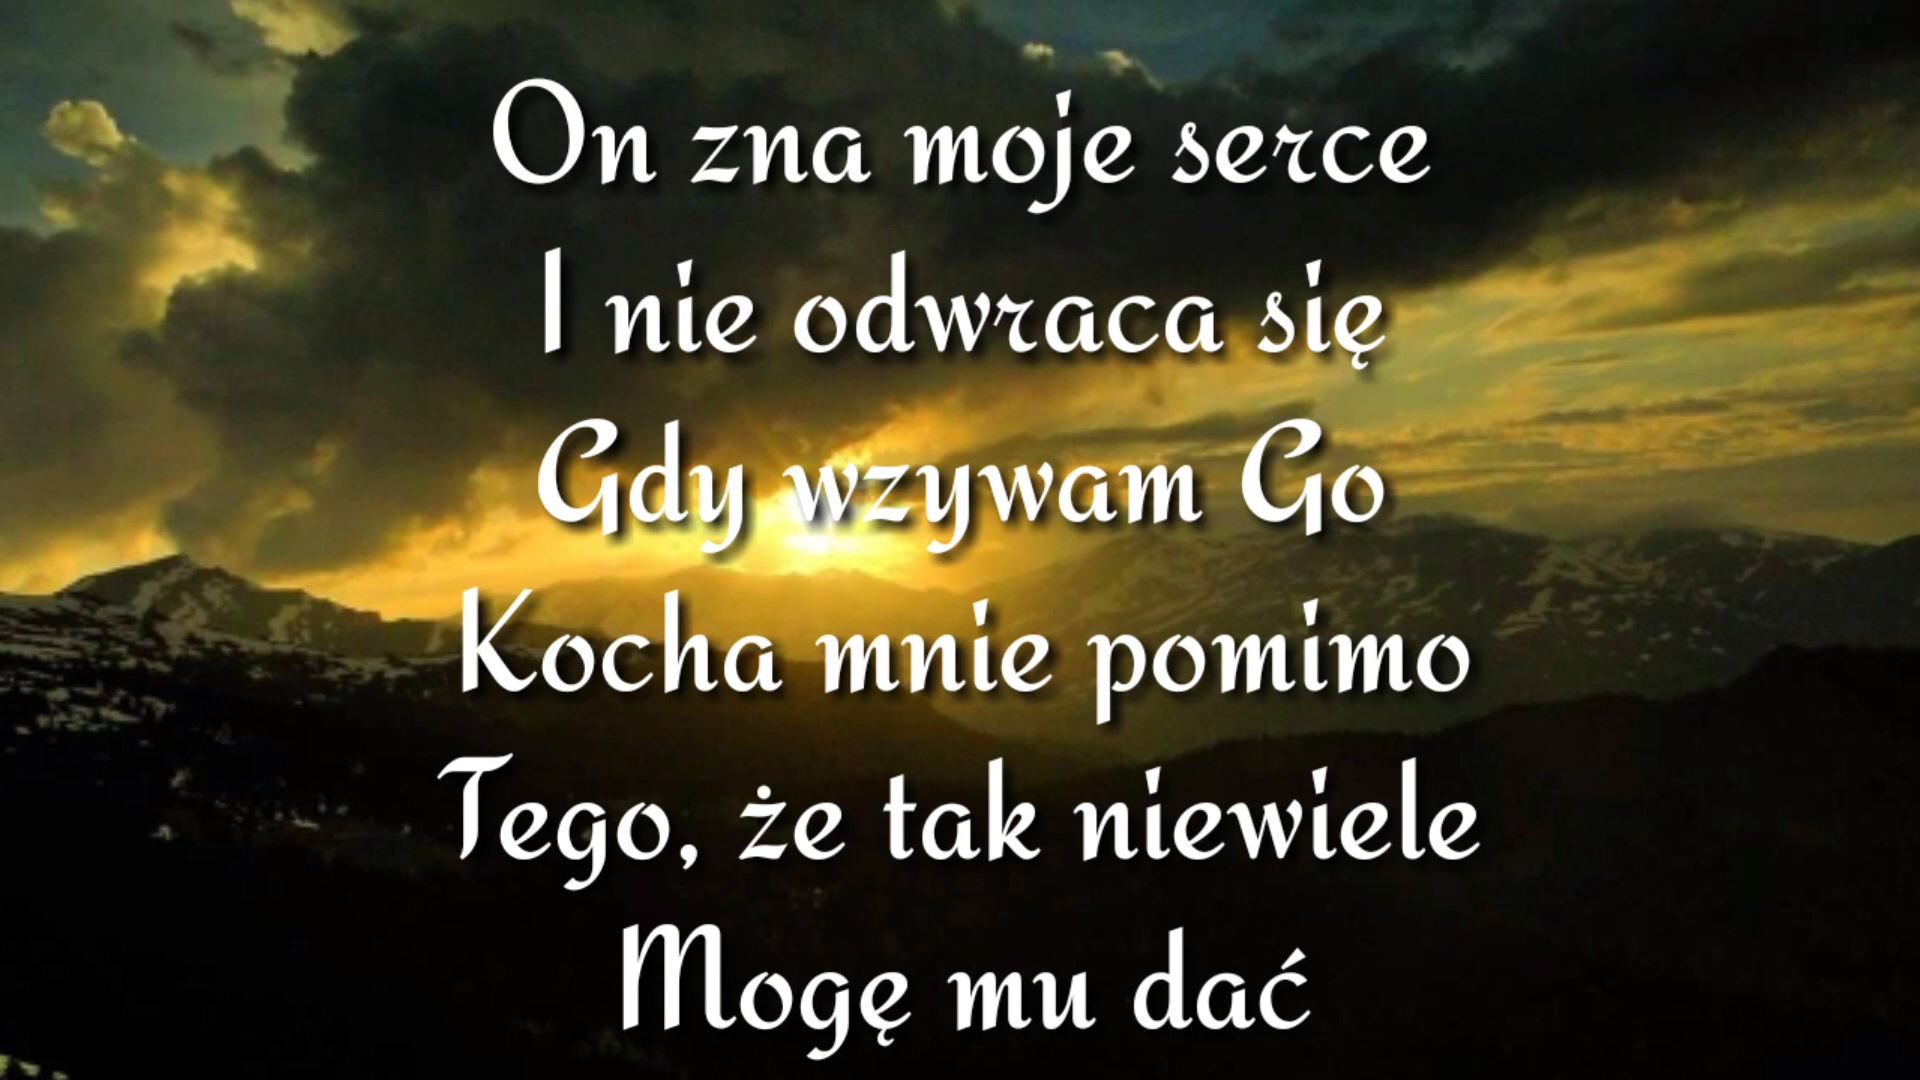 On zna moje serce
I nie odwraca się
Gdy wzywam Go
Kocha mnie pomimo
Tego, że tak niewiele
Mogę mu dać